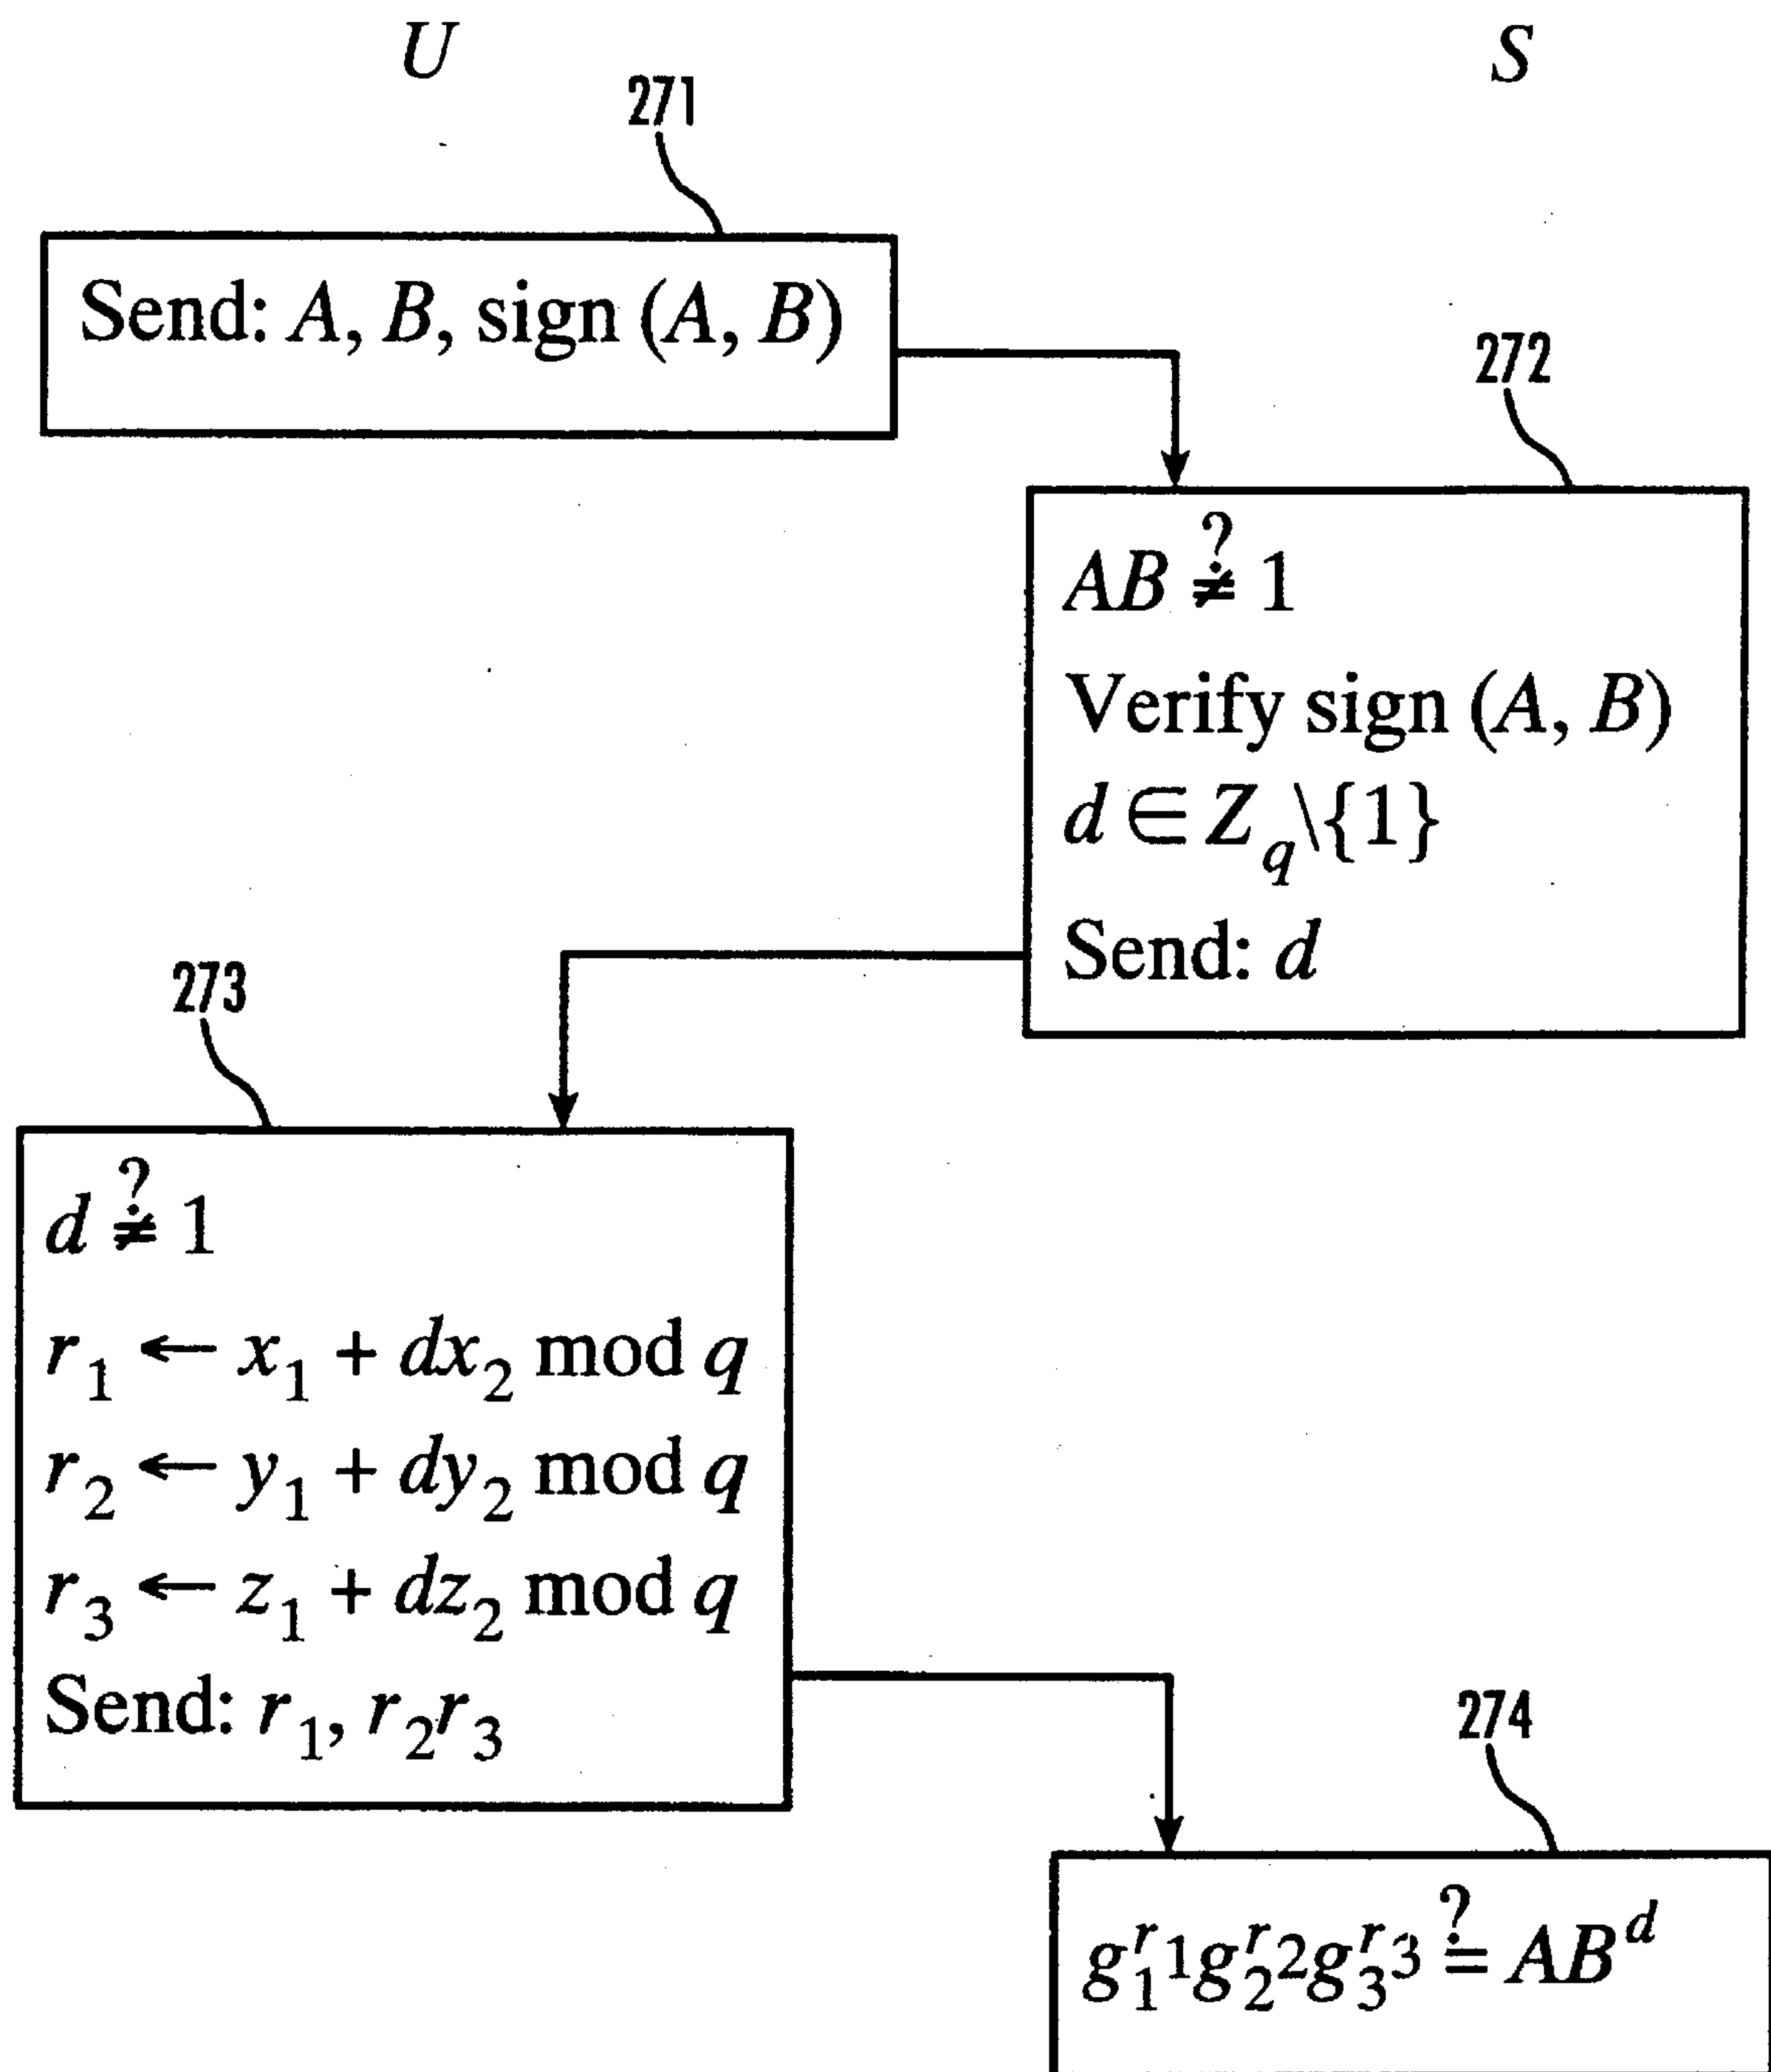 U
S
271
Send: A, B, sign (A, B)
272
AB ≟̸ 1
Verify sign (A, B)
d ∈ Z_q\{1}
Send: d
273
d ≟̸ 1
r_1 ← x_1 + dx_2 mod q
r_2 ← y_1 + dy_2 mod q
r_3 ← z_1 + dz_2 mod q
Send: r_1, r_2r_3
274
g_1^r1g_2^r2g_3^r3 ≟ AB^d